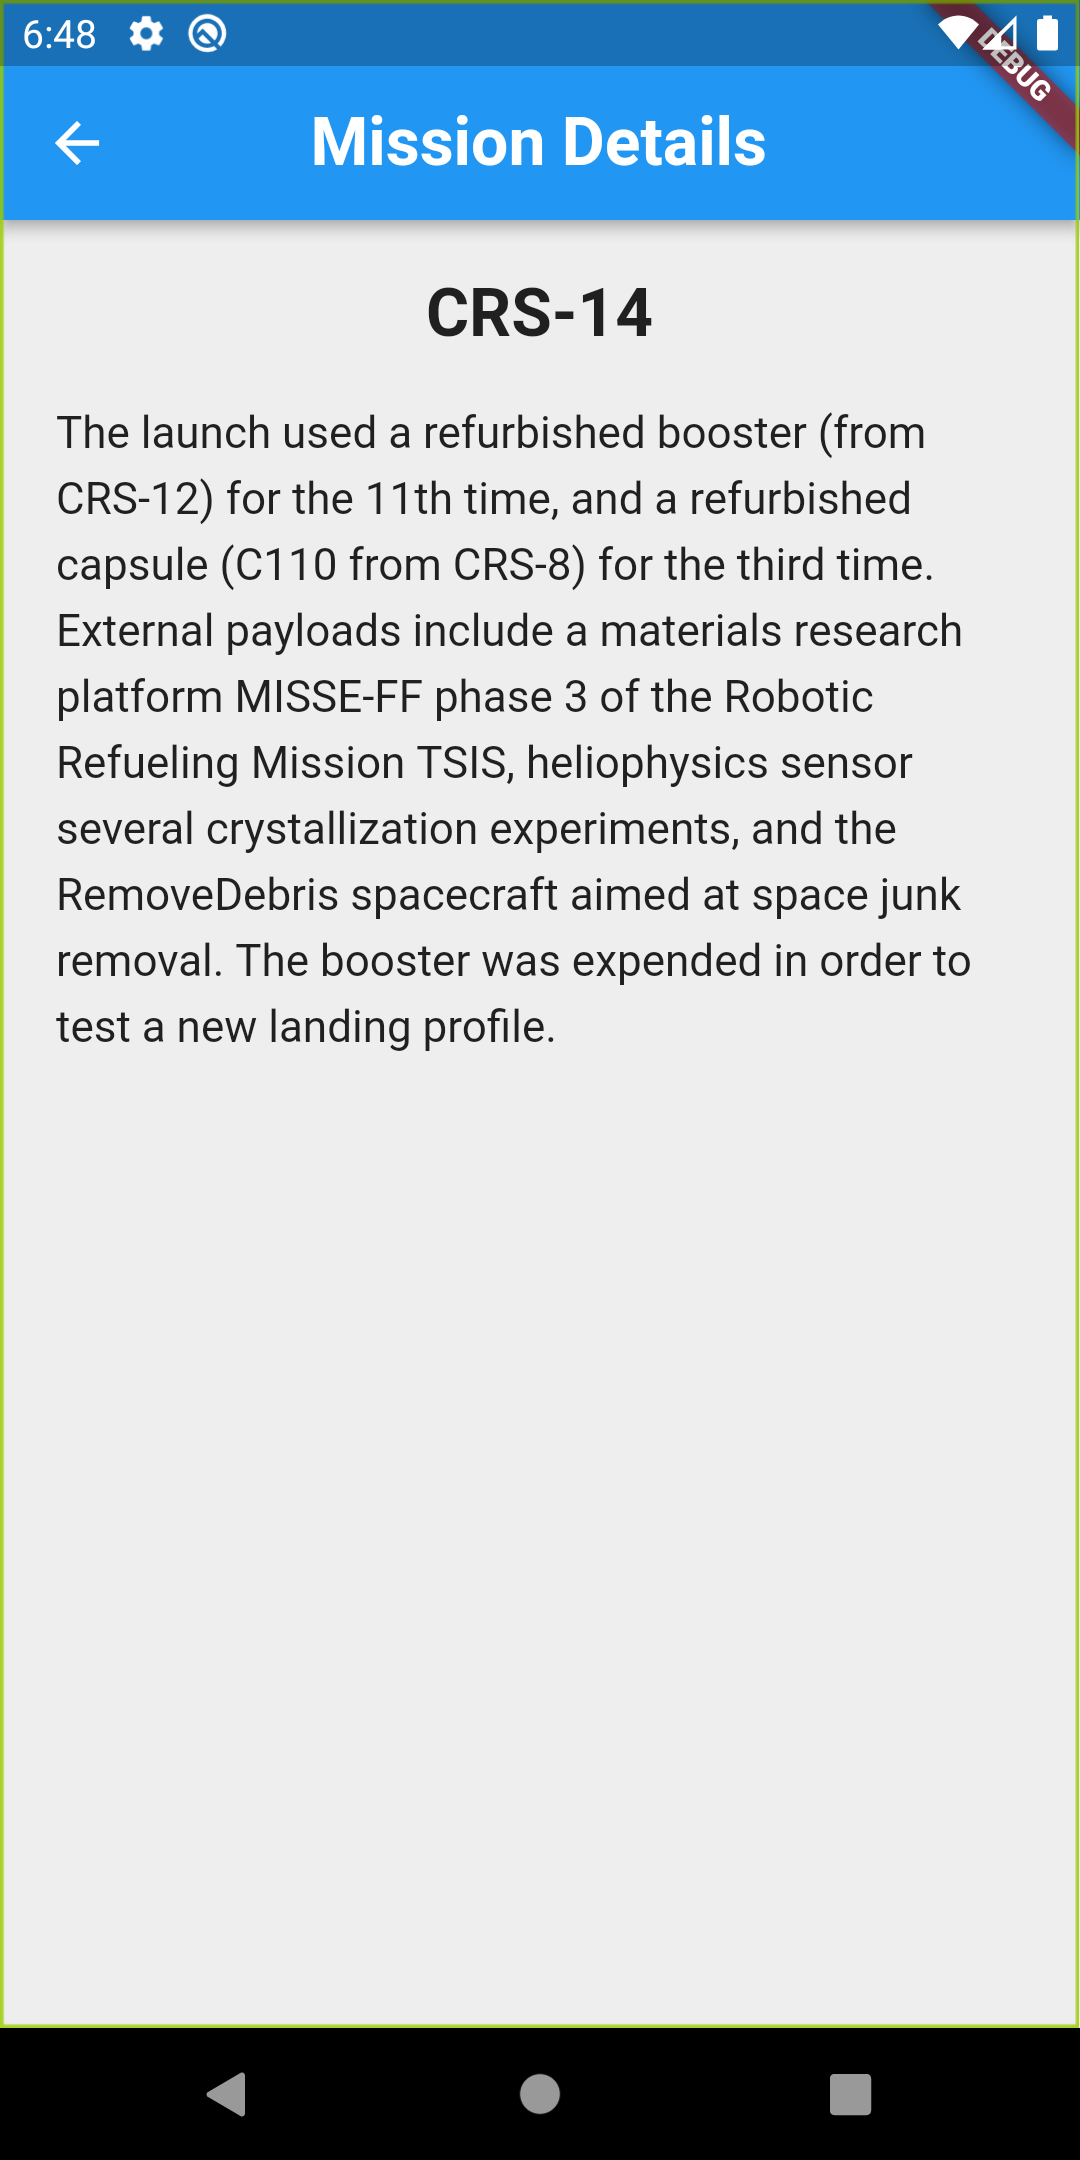 6:48
DEBUG
Mission Details
CRS-14
The launch used a refurbished booster (from
CRS-12) for the 11th time, and a refurbished
capsule (C110 from CRS-8) for the third time.
External payloads include a materials research
platform MISSE-FF phase 3 of the Robotic
Refueling Mission TSIS, heliophysics sensor
several crystallization experiments, and the
RemoveDebris spacecraft aimed at space junk
removal. The booster was expended in order to
test a new landing profile.